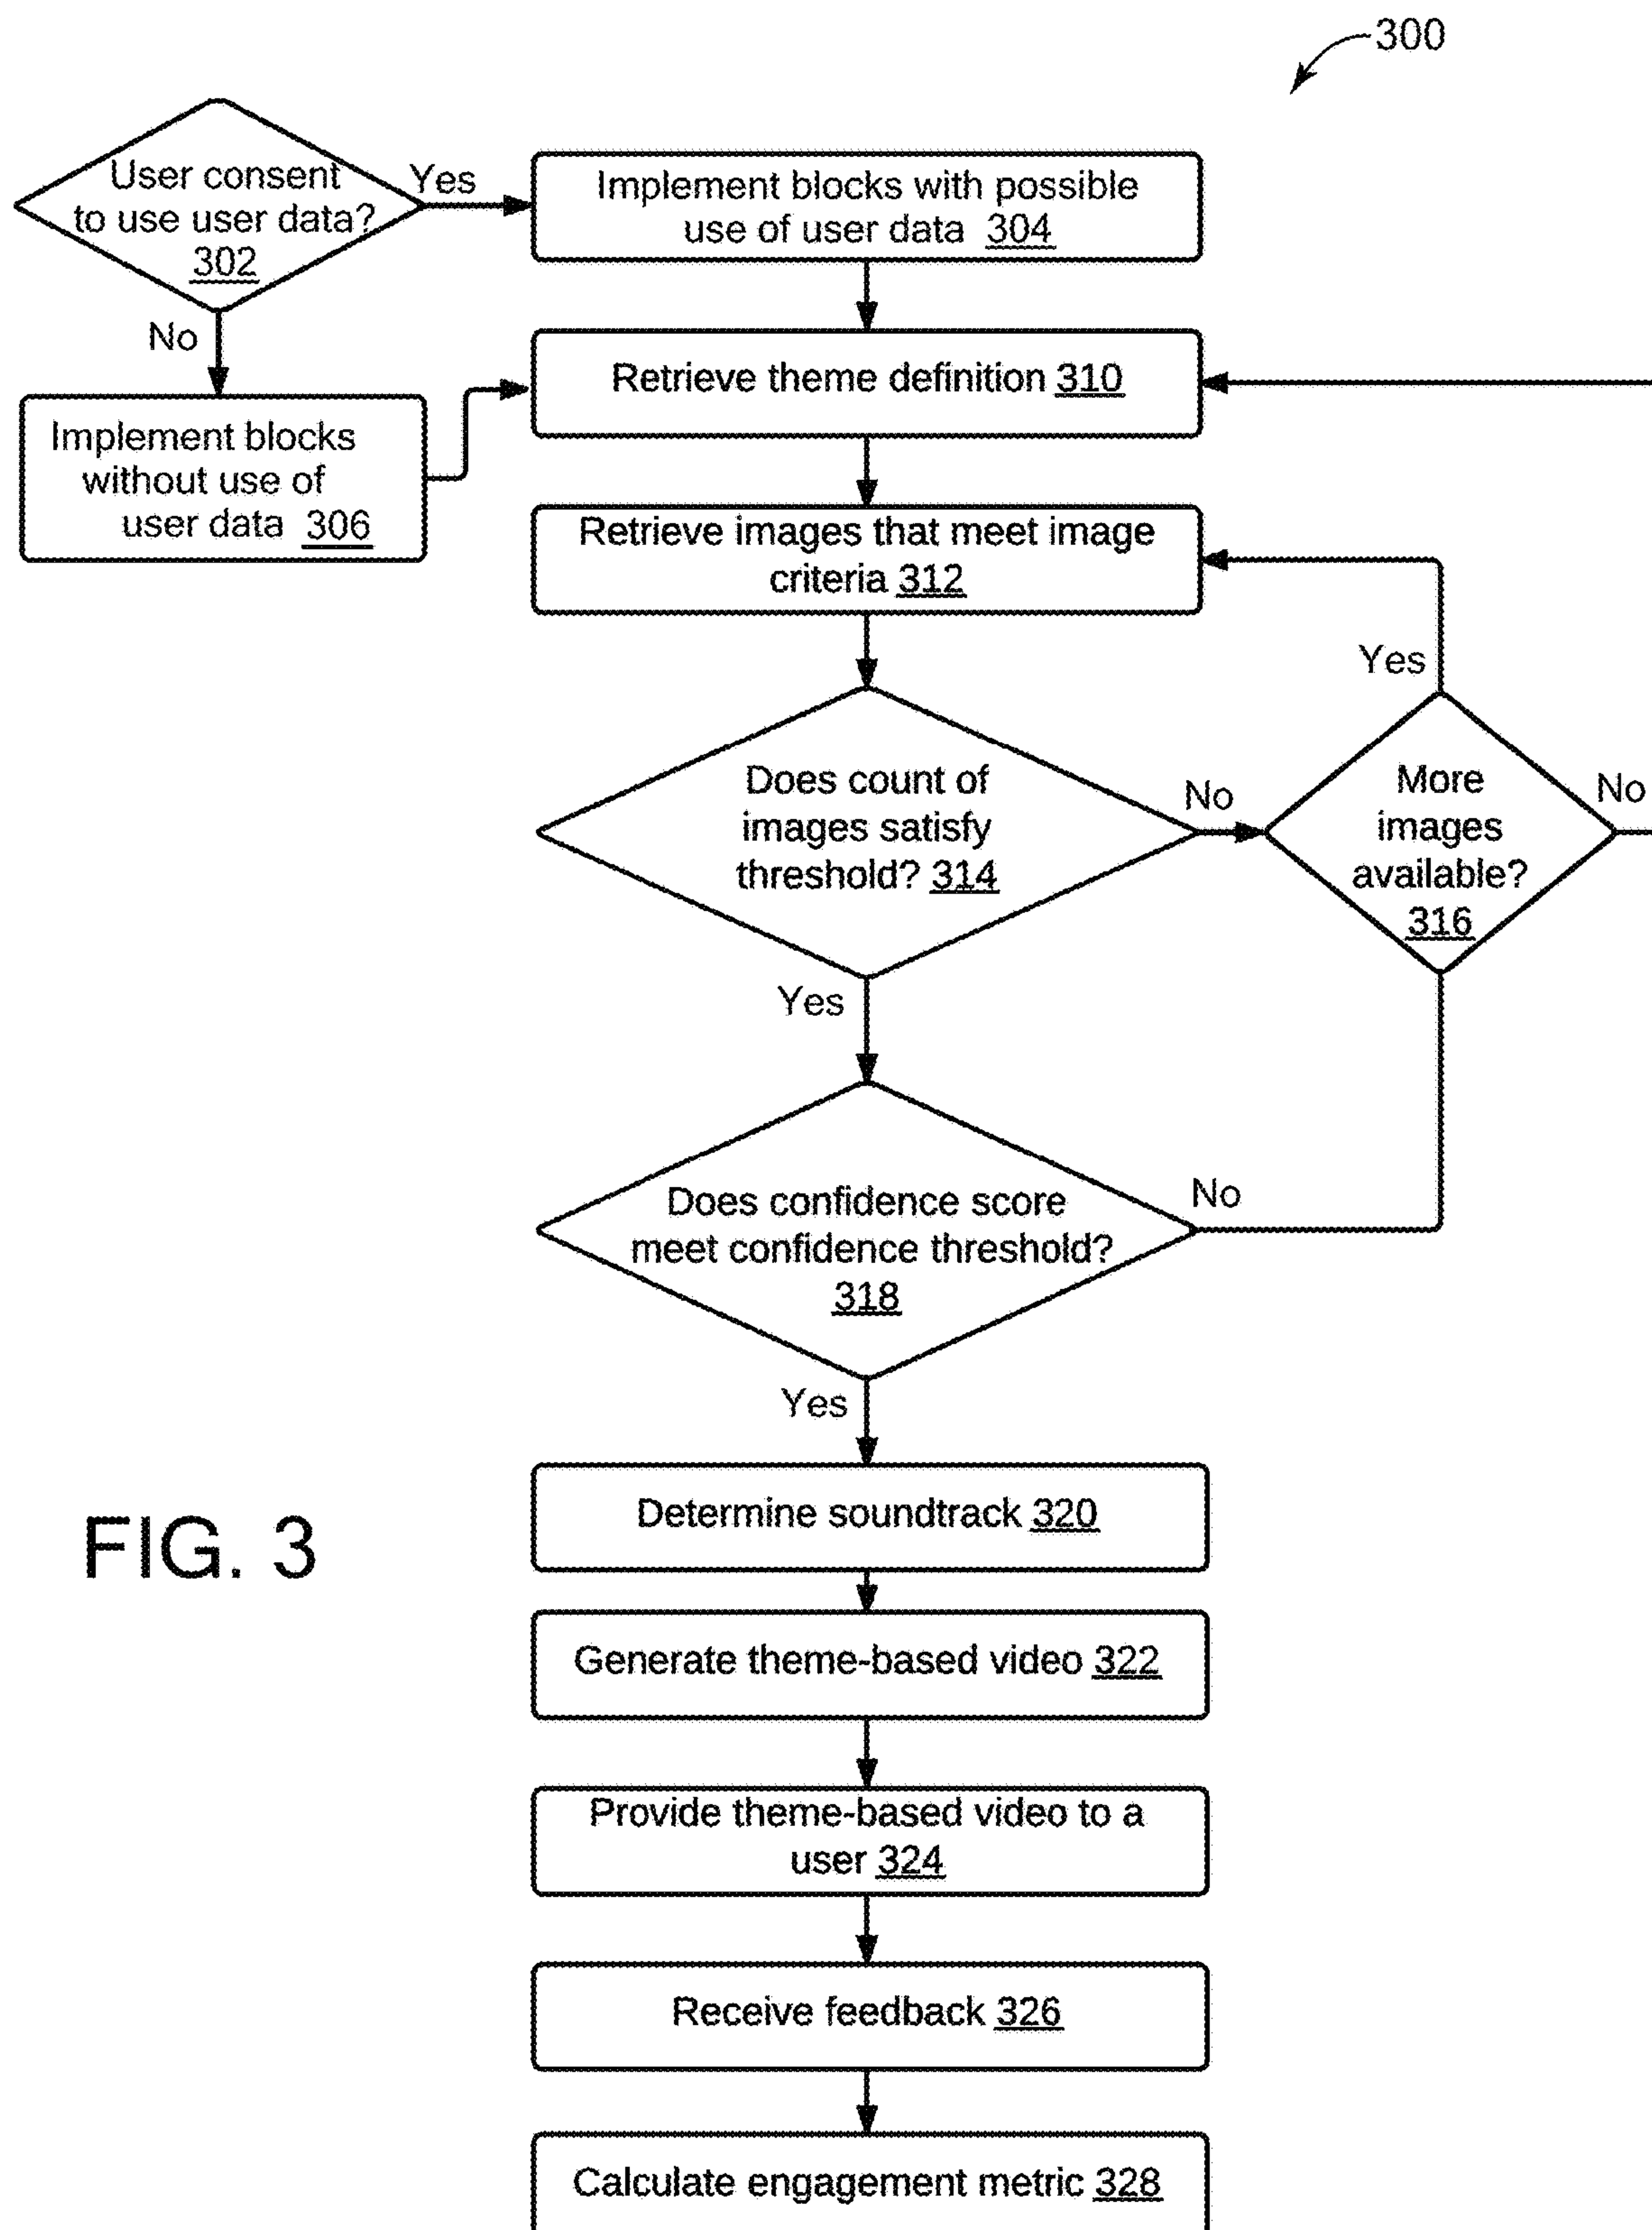 300
User consent
to use user data?
302
Yes
No
Implement blocks with possible
use of user data 304
Implement blocks
without use of
user data 306
Retrieve theme definition 310
Retrieve images that meet image
criteria 312
Does count of
images satisfy
threshold? 314
No
Yes
More
images
available?
316
Yes
No
Does confidence score
meet confidence threshold?
318
No
Yes
Determine soundtrack 320
Generate theme-based video 322
Provide theme-based video to a
user 324
Receive feedback 326
Calculate engagement metric 328
FIG. 3